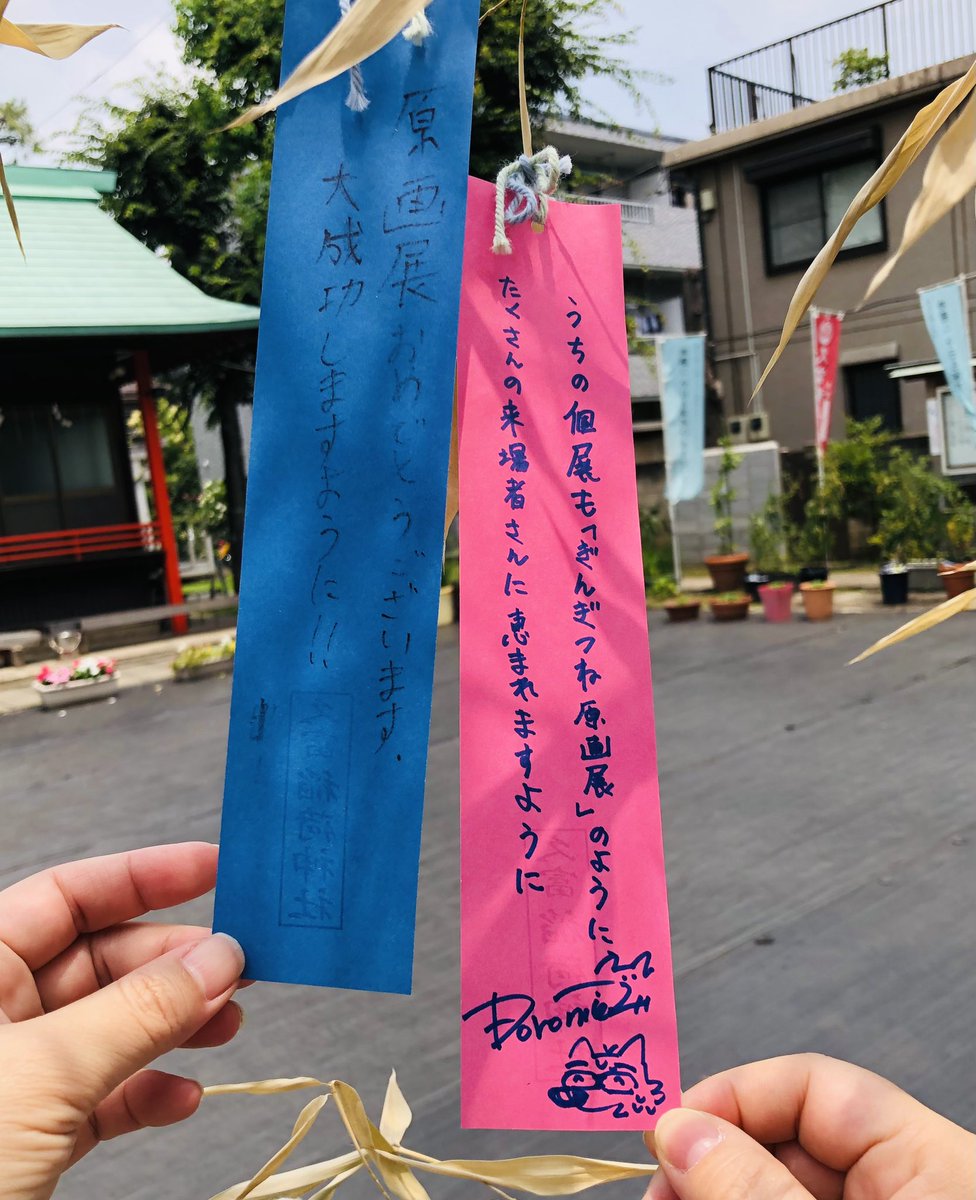 原画展おめでとうございます.
大成功しますように!!
うちの個展も「ぎんぎつね原画展」のように
たくさんの来場者さんに恵まれますように